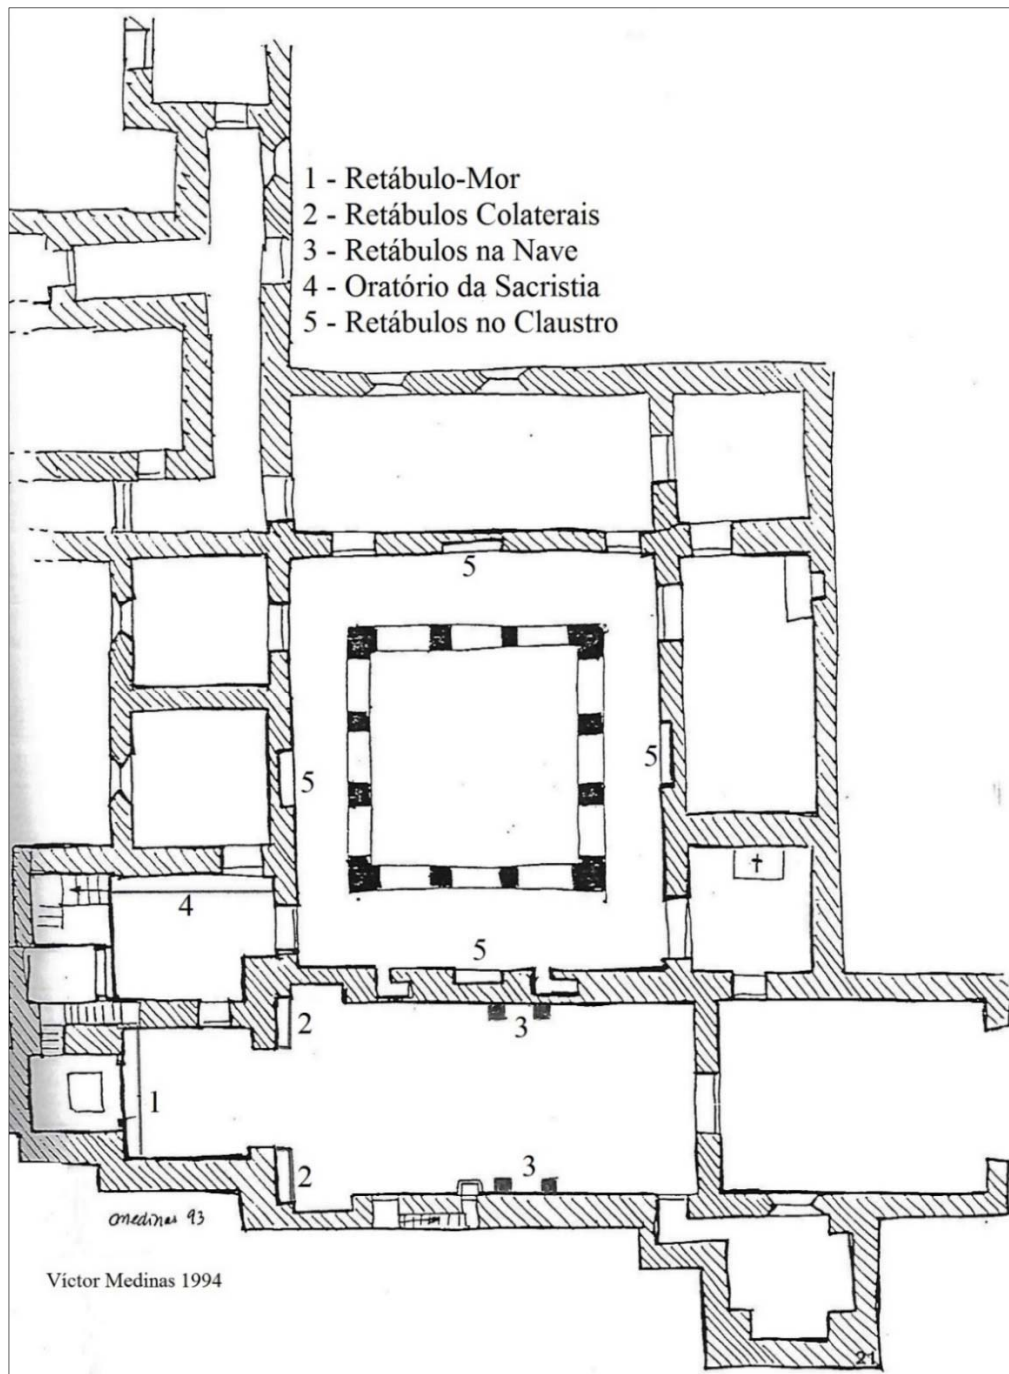 1 - Retábulo-Mor
2 - Retábulos Colaterais
3 - Retábulos na Nave
4 - Oratório da Sacristia
5 - Retábulos no Claustro
5
5
5
4
5
2
3
1
2
3
medinas 93
Víctor Medinas 1994
21